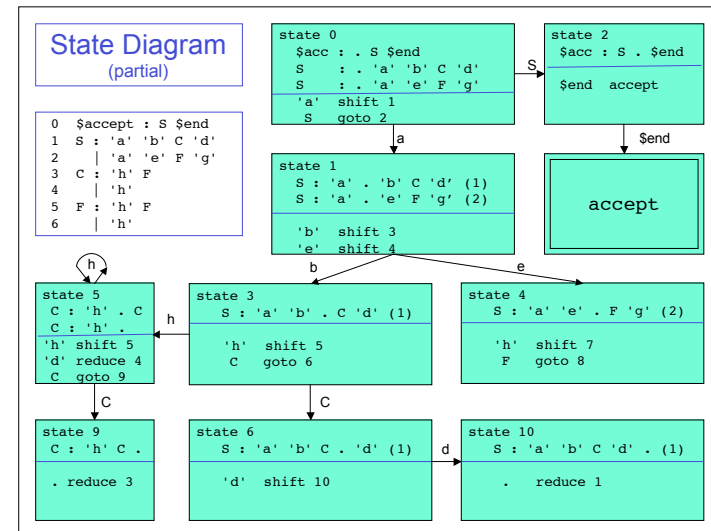 State Diagram
(partial)
0 $accept : S $end
1 S : 'a' 'b' C 'd'
2 | 'a' 'e' F 'g'
3 C : 'h' F
4 | 'h'
5 F : 'h' F
6 | 'h'
state 0
$acc : . S $end
S : . 'a' 'b' C 'd'
S : . 'a' 'e' F 'g'
'a' shift 1
S goto 2
S
state 2
$acc : S . $end
$end accept
a
$end
state 1
S : 'a' . 'b' C 'd’ (1)
S : 'a' . 'e' F 'g’ (2)
'b' shift 3
'e' shift 4
accept
h
b
e
state 5
C : 'h' . C
C : 'h' .
'h' shift 5
'd' reduce 4
C goto 9
h
state 3
S : 'a' 'b' . C 'd' (1)
'h' shift 5
C goto 6
state 4
S : 'a' 'e' . F 'g' (2)
'h' shift 7
F goto 8
C
C
state 9
C : 'h' C .
. reduce 3
state 6
S : 'a' 'b' C . 'd' (1)
'd' shift 10
d
state 10
S : 'a' 'b' C 'd' . (1)
. reduce 1